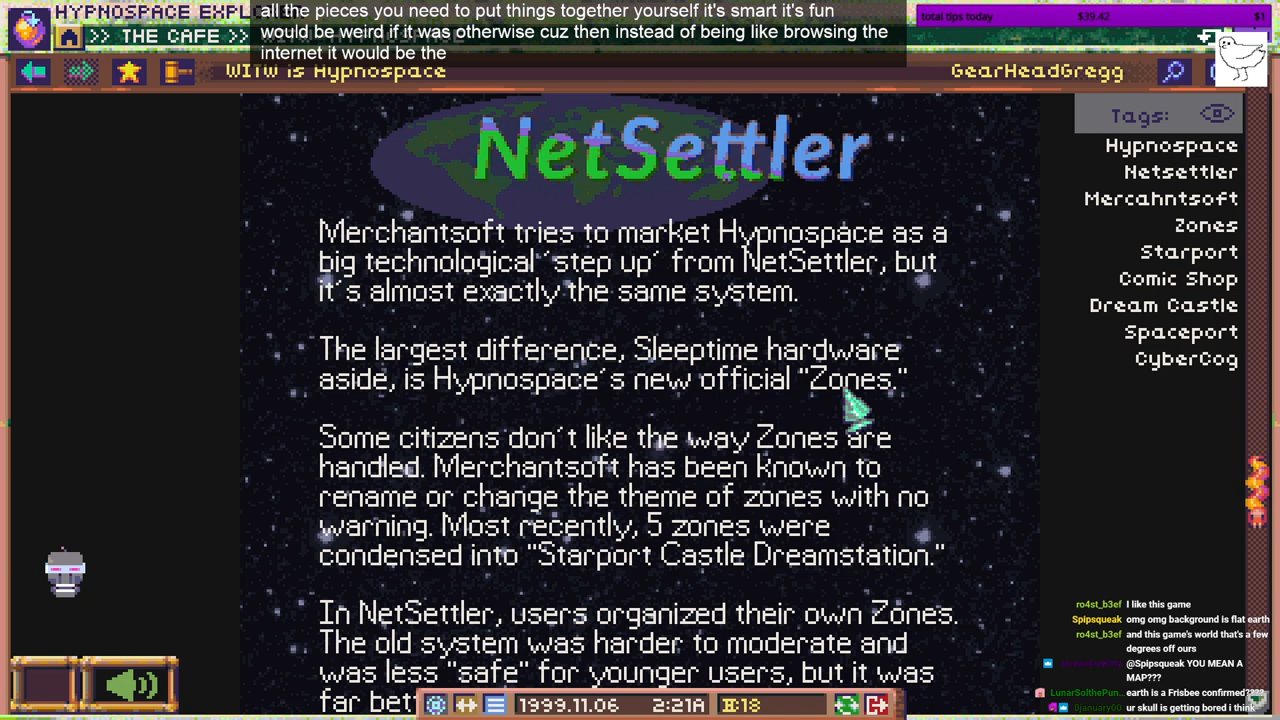 HYPNOSPACE EXPL
all the pieces you need to put things together yourself it's a part it's fun
would be weird if it was otherwise cuz then instead of being like browsing the
internet it would be the
total tips today $39.42 $1
>> THE CAFE >>
WITW is Hypnospace
GearHeadGregg
NetSettler
Merchantsoft tries to market Hypnospace as a
big technological 'step up' from NetSettler, but
it's almost exactly the same system.
The largest difference, Sleeptime hardware
aside, is Hypnospace's new official "Zones."
Some citizens don't like the way Zones are
handled. Merchantsoft has been known to
rename or change the theme of zones with no
warning. Most recently, 5 zones were
condensed into "Starport Castle Dreamstation."
In NetSettler, users organized their own Zones.
The old system was harder to moderate and
was less "safe" for younger users, but it was
far bet
Tags:
Hypnospace
Netsettler
Mercahntsoft
Zones
Starport
Comic Shop
Dream Castle
Spaceport
CyberCog
ro4st_b3ef I like this game
Spipsqueak omg omg background is flat earth
ro4st_b3ef and this game's world that's a few
degrees off ours
@Spipsqueak YOU MEAN A
MAP???
LunarSolthePun... earth is a Frisbee confirmed????
0january00 ur skull is getting bored i think
1999.11.06 2:21A
:18